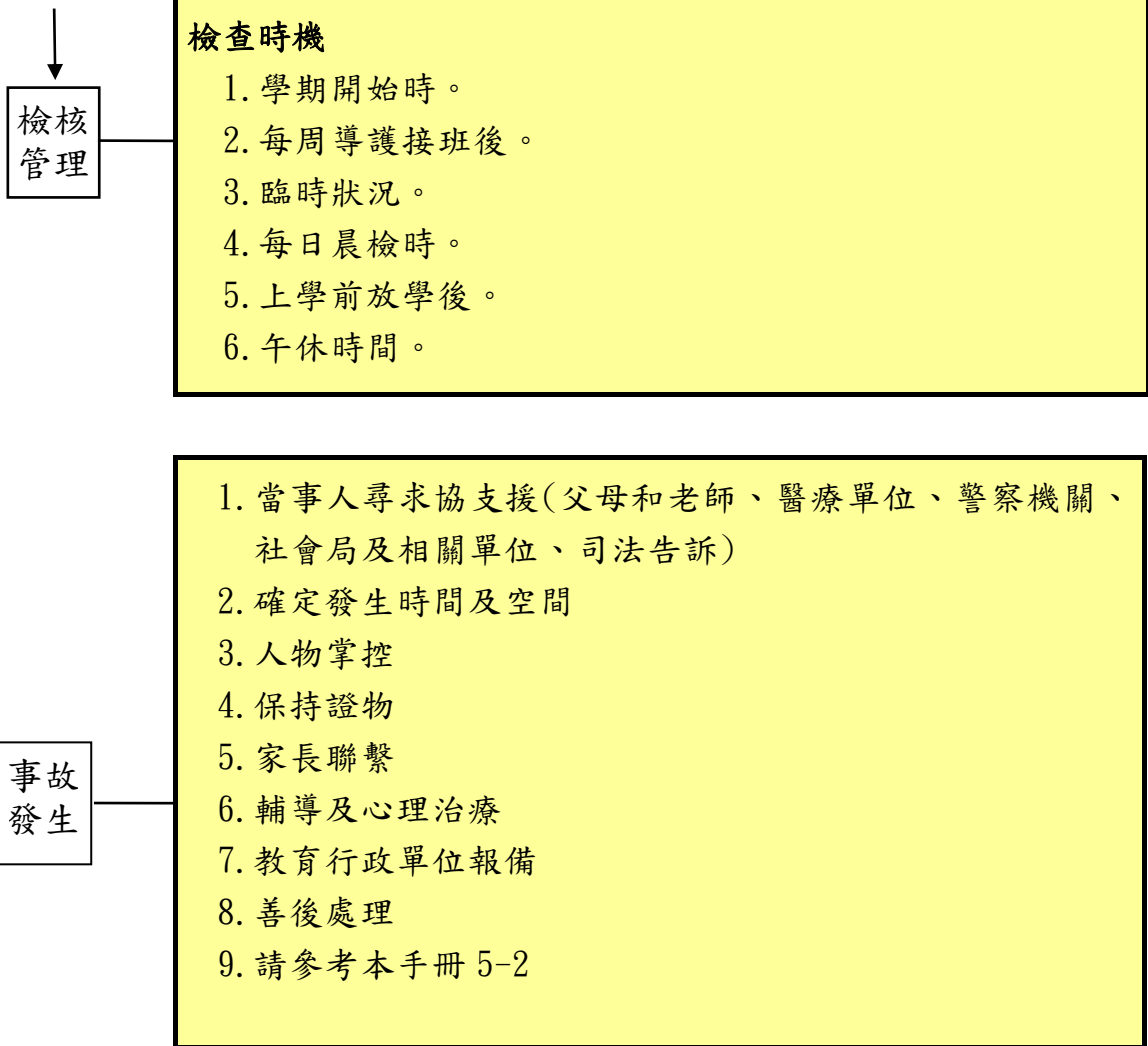 檢查時機
1.學期開始時。
2.每周導護接班後。
3.臨時狀況。
4.每日晨檢時。
5.上學前放學後。
6.午休時間。
檢核
管理
1.當事人尋求協支援(父母和老師、醫療單位、警察機關、
社會局及相關單位、司法告訴)
2.確定發生時間及空間
3.人物掌控
4.保持證物
5.家長聯繫
6.輔導及心理治療
7.教育行政單位報備
8.善後處理
9.請參考本手冊 5-2
事故
發生